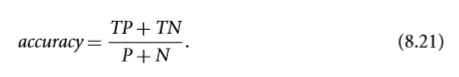 accuracy = (TP + TN) / (P + N). (8.21)